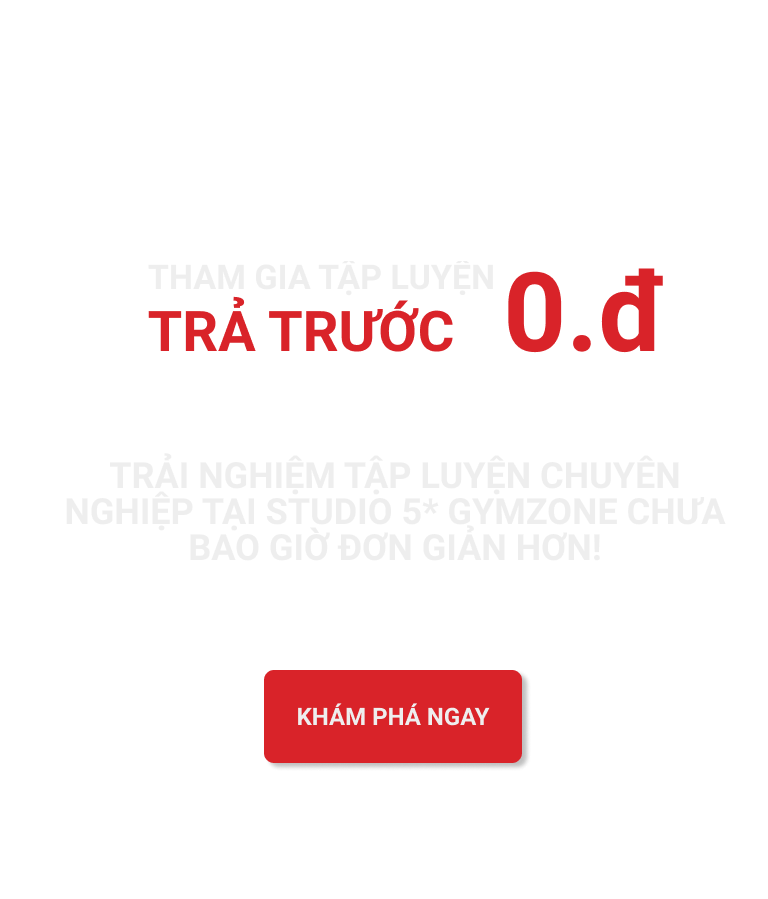 THAM GIA TẬP LUYỆN
TRẢ TRƯỚC 0.đ
TRẢI NGHIỆM TẬP LUYỆN CHUYÊN
NGHIỆP TẠI STUDIO 5* GYMZONE CHƯA
BAO GIỜ ĐƠN GIẢN HƠN!
KHÁM PHÁ NGAY